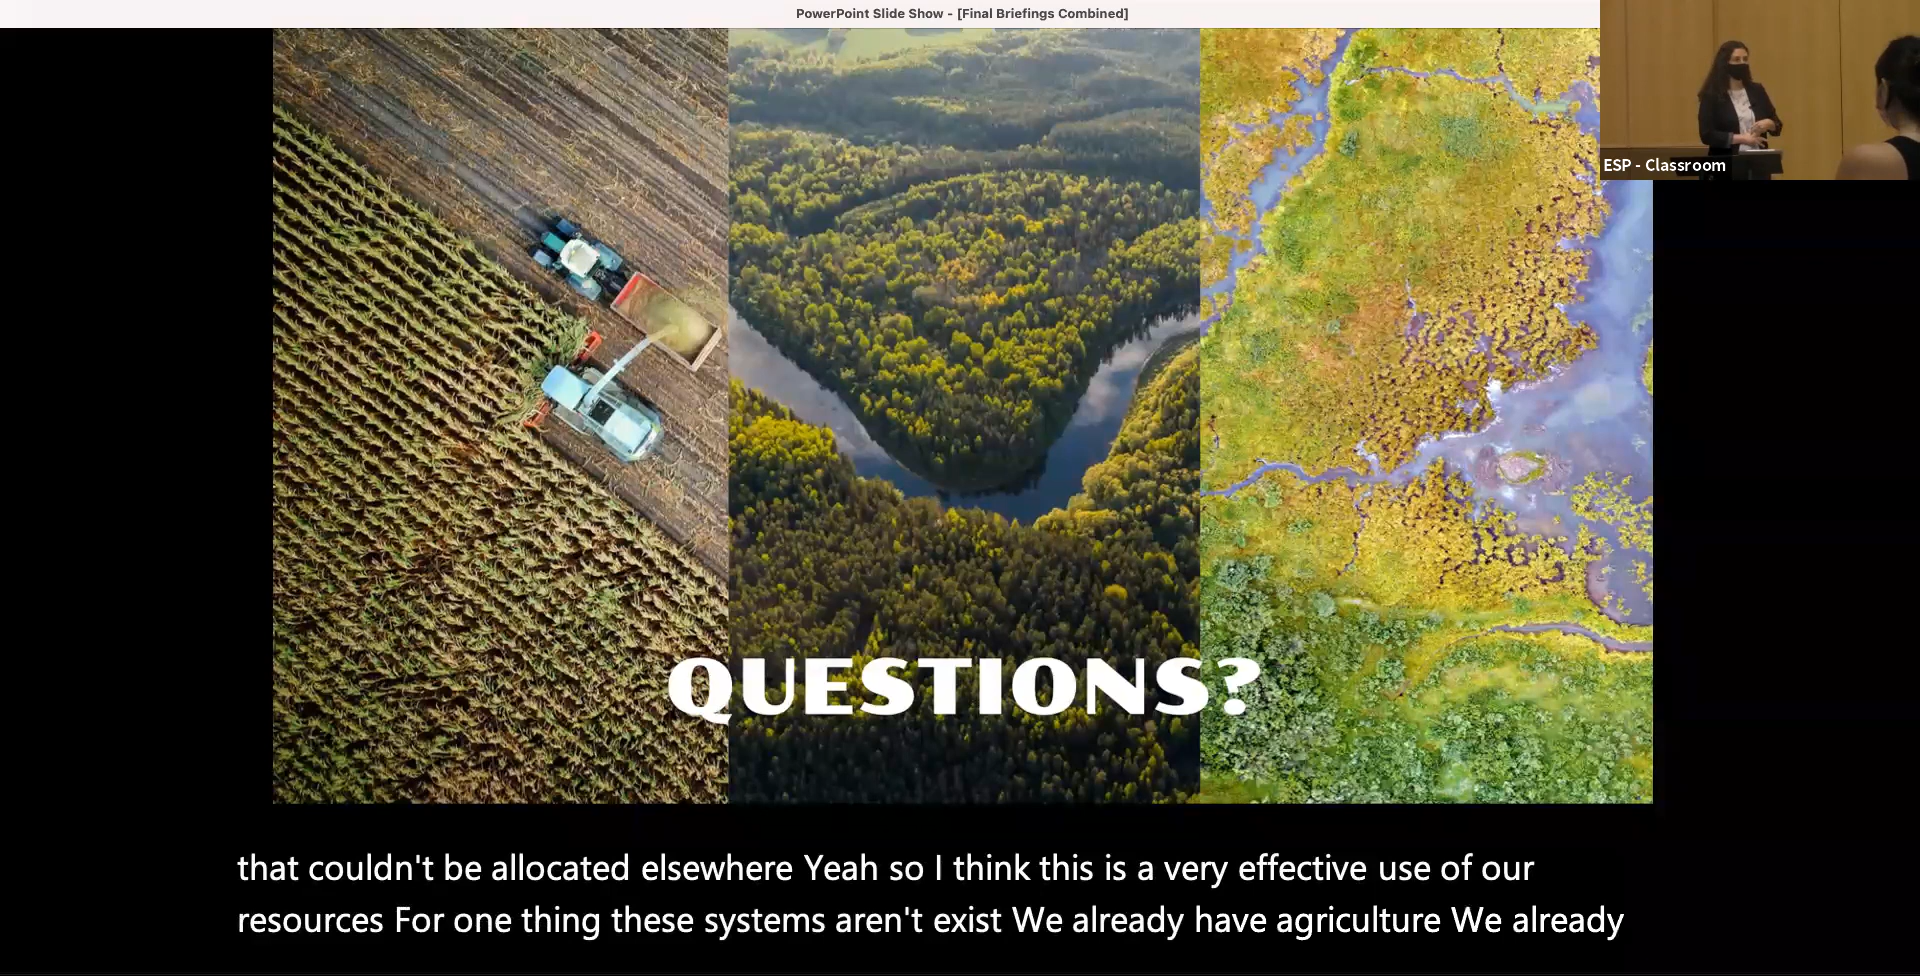 PowerPoint Slide Show - [Final Briefings Combined]
ESP - Classroom
QUESTIONS?
that couldn't be allocated elsewhere Yeah so I think this is a very effective use of our
resources For one thing these systems aren't exist We already have agriculture We already